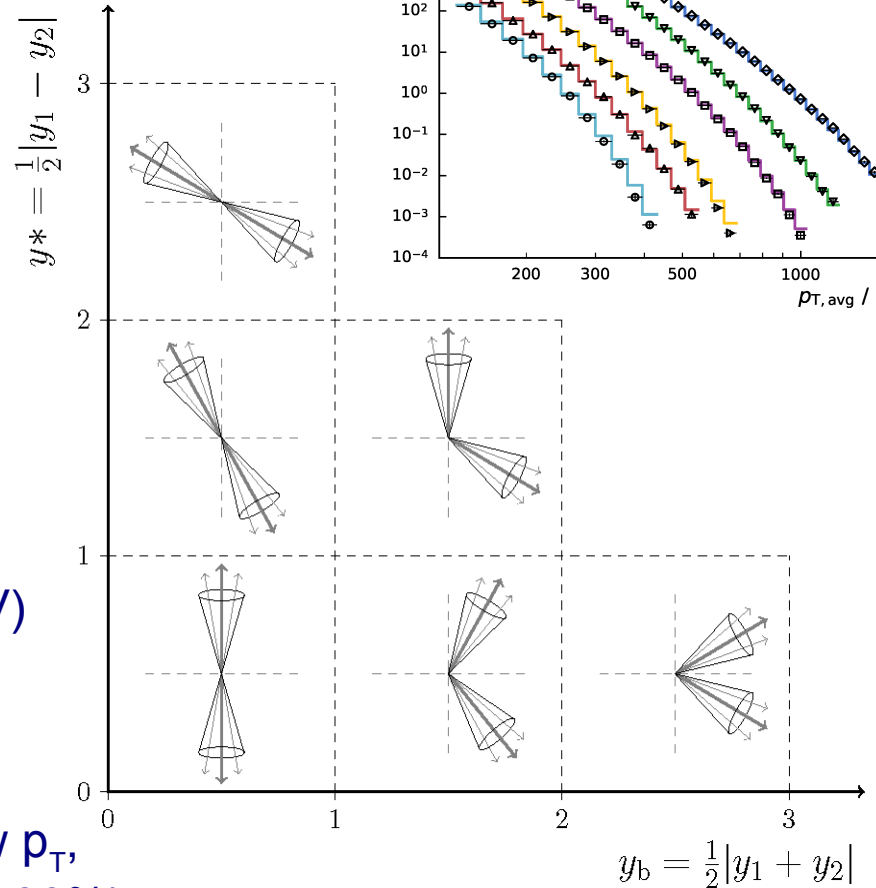 y* = ½|y₁ − y₂|
3
2
1
0
0 1 2 3
y_b = ½|y₁ + y₂|
10²
10¹
10⁰
10⁻¹
10⁻²
10⁻³
10⁻⁴
200 300 500 1000
p_T,avg /
)
p_T,